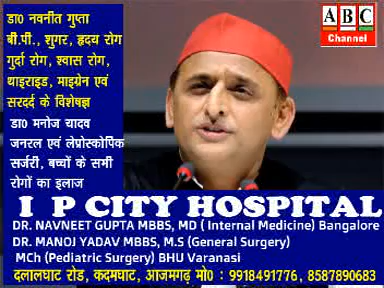 डा० नवनीत गुप्ता
बी.पी., शुगर, हृदय रोग
गुर्दा रोग, श्वास रोग,
थाइराइड, माइग्रेन एवं
सरदर्द के विशेषज्ञ
डा० मनोज यादव
जनरल एवं लेप्रोस्कोपिक
सर्जरी, बच्चों के सभी
रोगों का इलाज
ABC
Channel
I P CITY HOSPITAL
DR. NAVNEET GUPTA MBBS, MD ( Internal Medicine) Bangalore
DR. MANOJ YADAV MBBS, M.S (General Surgery)
MCh (Pediatric Surgery) BHU Varanasi
दलालघाट रोड, कदमघाट, आजमगढ़ मो० : 9918491776, 8587890683